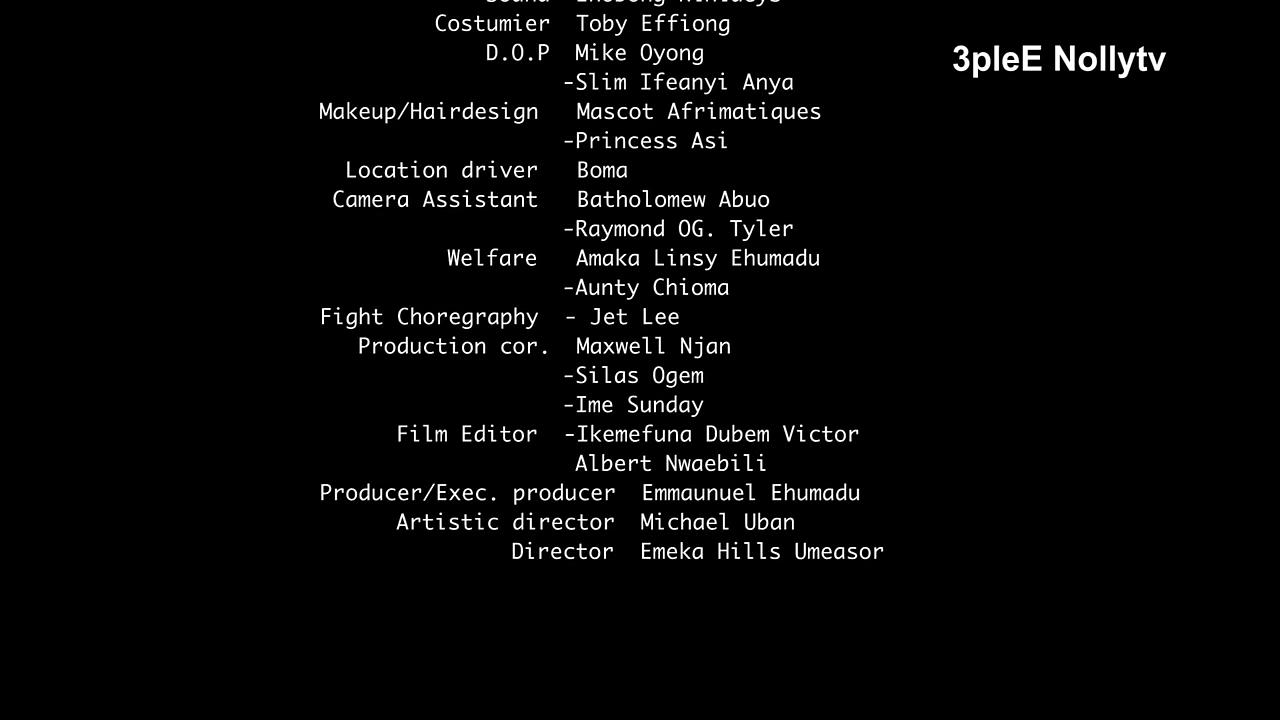 Costumier Toby Effiong
D.O.P Mike Oyong
-Slim Ifeanyi Anya
Makeup/Hairdesign Mascot Afrimatiques
-Princess Asi
Location driver Boma
Camera Assistant Batholomew Abuo
-Raymond OG. Tyler
Welfare Amaka Linsy Ehumadu
-Aunty Chioma
Fight Choregraphy - Jet Lee
Production cor. Maxwell Njan
-Silas Ogem
-Ime Sunday
Film Editor -Ikemefuna Dubem Victor
Albert Nwaebili
Producer/Exec. producer Emmaunuel Ehumadu
Artistic director Michael Uban
Director Emeka Hills Umeasor
3pleE Nollytv